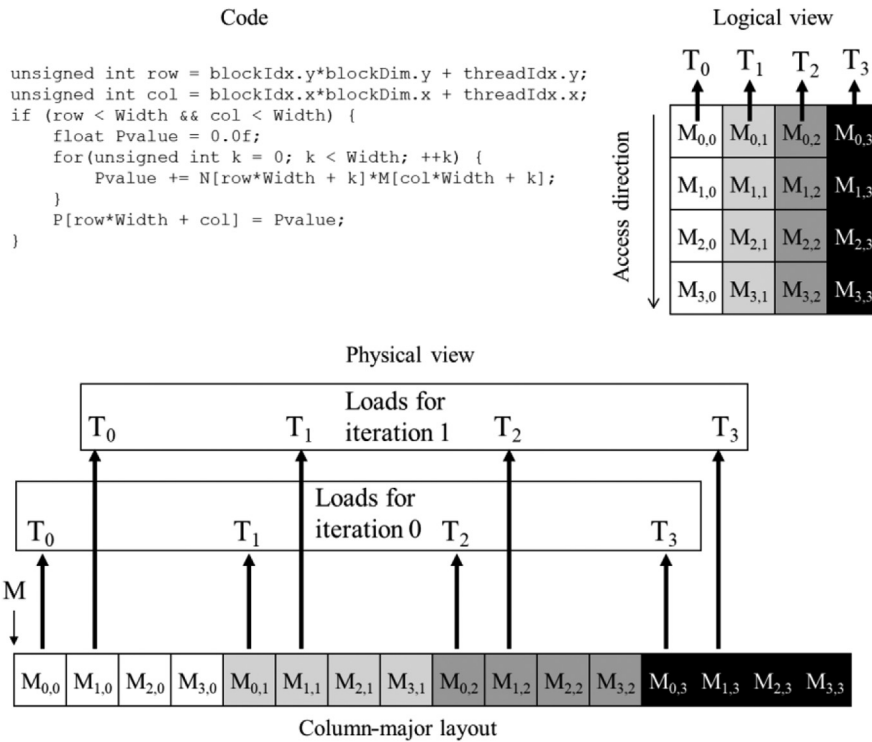 Code
unsigned int row = blockIdx.y*blockDim.y + threadIdx.y;
unsigned int col = blockIdx.x*blockDim.x + threadIdx.x;
if (row < Width && col < Width) {
    float Pvalue = 0.0f;
    for(unsigned int k = 0; k < Width; ++k) {
        Pvalue += N[row*Width + k]*M[col*Width + k];
    }
    P[row*Width + col] = Pvalue;
}
Logical view
T0 T1 T2 T3
Access direction
M0,0 M0,1 M0,2 M0,3
M1,0 M1,1 M1,2 M1,3
M2,0 M2,1 M2,2 M2,3
M3,0 M3,1 M3,2 M3,3
Physical view
Loads for
iteration 1
T0 T1 T2 T3
Loads for
iteration 0
T0 T1 T2 T3
M
M0,0 M1,0 M2,0 M3,0 M0,1 M1,1 M2,1 M3,1 M0,2 M1,2 M2,2 M3,2 M0,3 M1,3 M2,3 M3,3
Column-major layout